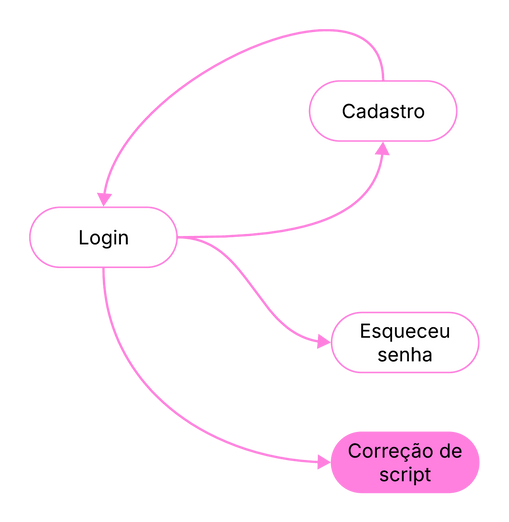 Cadastro
Login
Esqueceu
senha
Correção de
script